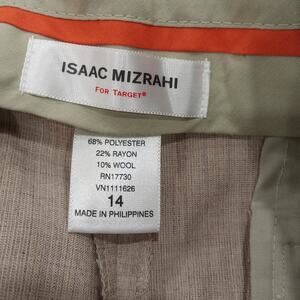 ISAAC MIZRAHI
FOR TARGET®
68% POLYESTER
22% RAYON
10% WOOL
RN17730
VN1111626
14
MADE IN PHILIPPINES